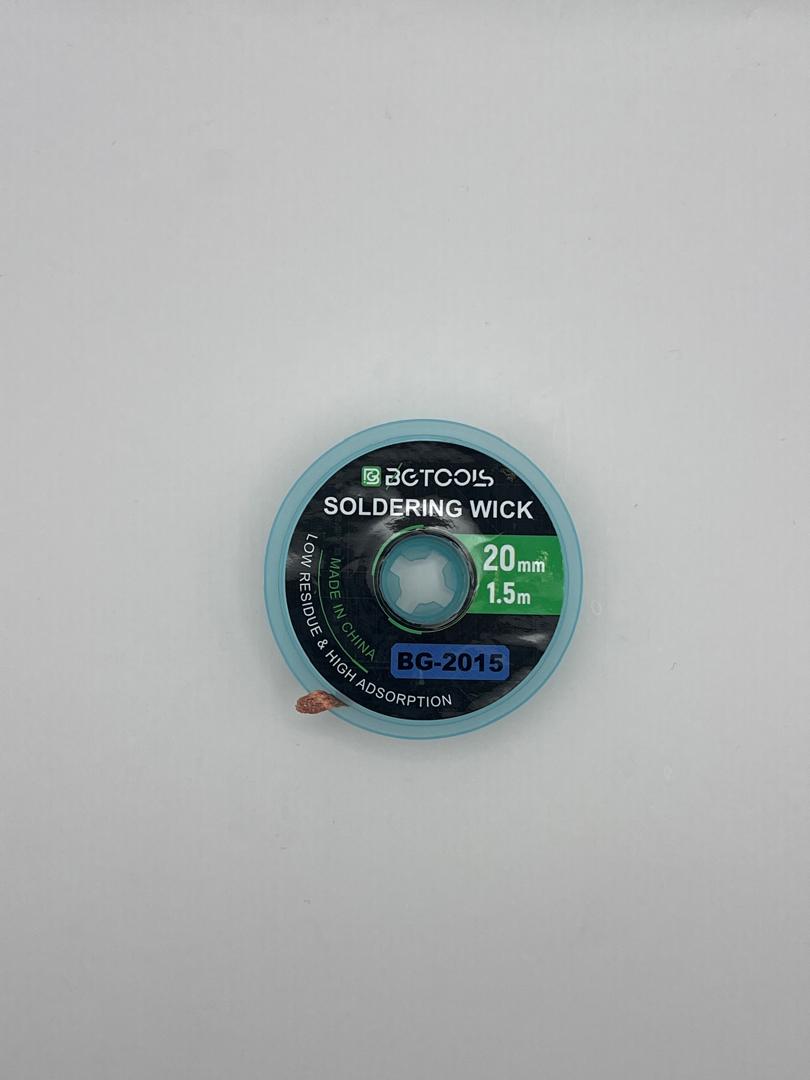 BGTOOLS
SOLDERING WICK
20mm
1.5m
BG-2015
MADE IN CHINA
LOW RESIDUE & HIGH ADSORPTION